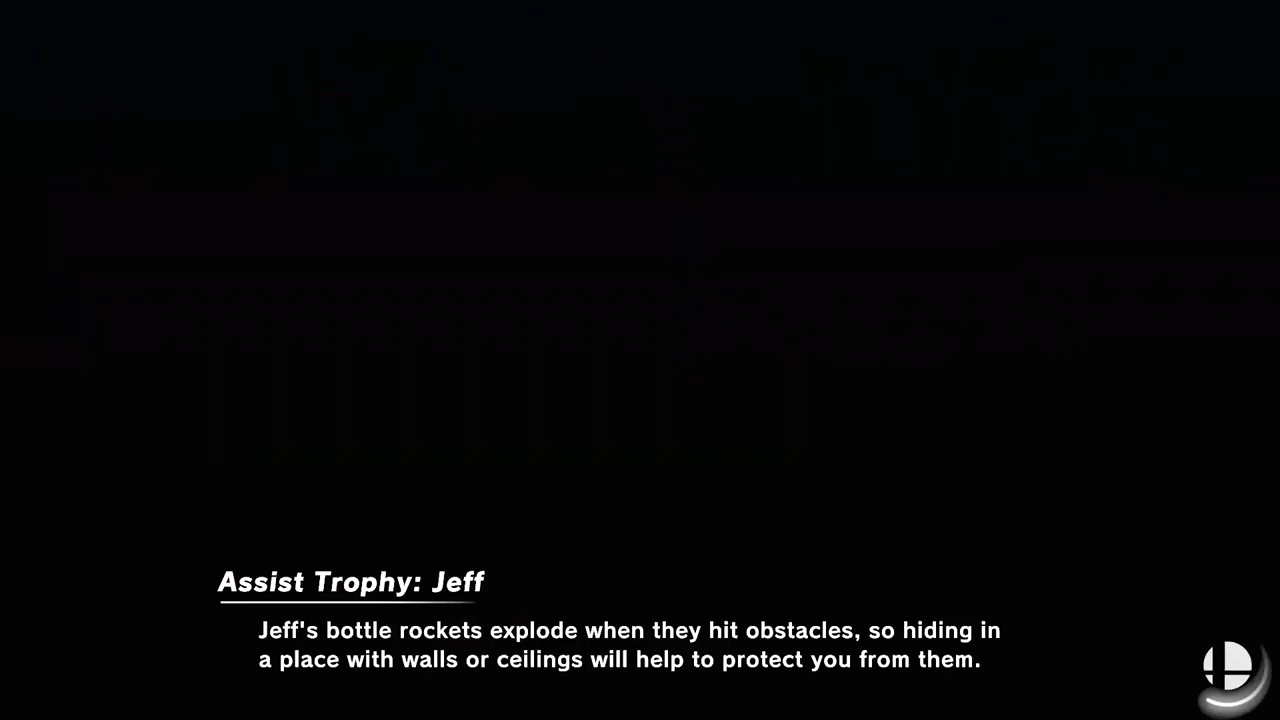 Assist Trophy: Jeff
Jeff's bottle rockets explode when they hit obstacles, so hiding in
a place with walls or ceilings will help to protect you from them.